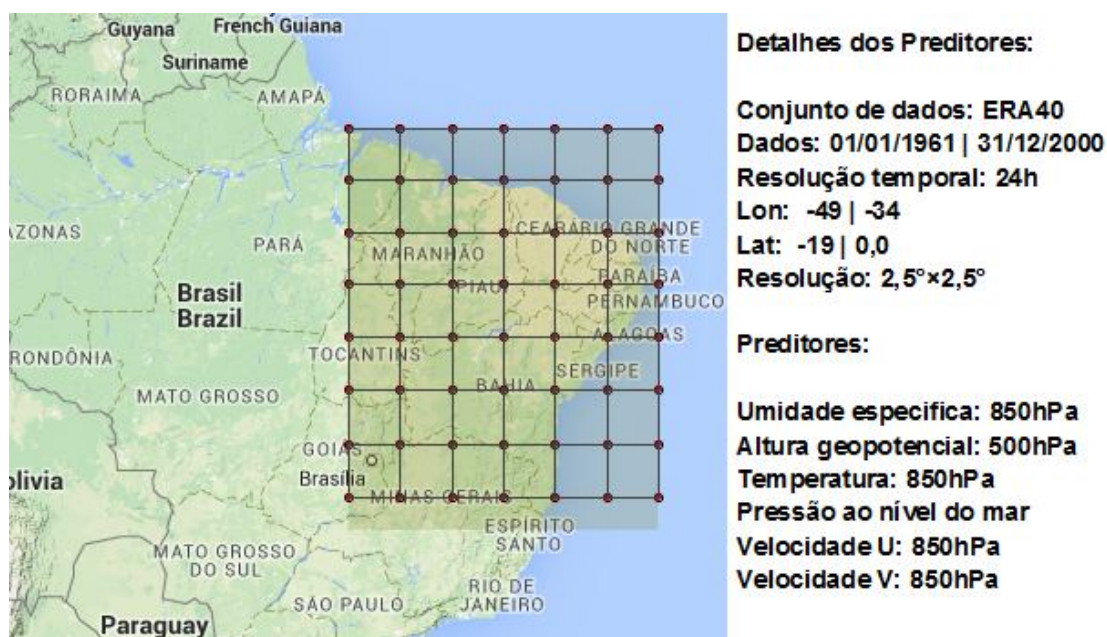 Guyana
French Guiana
Suriname
RORAIMA
AMAPÁ
AZONAS
PARÁ
MARANHÃO
CEARÁ
RIO GRANDE
DO NORTE
PIAUÍ
PARAÍBA
PERNAMBUCO
ALAGOAS
Brasil
Brazil
TOCANTINS
SERGIPE
RONDÔNIA
BAHIA
MATO GROSSO
GOIÁS
Brasília
olivia
MINAS GERAIS
ESPÍRITO
SANTO
MATO GROSSO
DO SUL
RIO DE
JANEIRO
SÃO PAULO
Paraguay
Detalhes dos Preditores:
Conjunto de dados: ERA40
Dados: 01/01/1961 | 31/12/2000
Resolução temporal: 24h
Lon: -49 | -34
Lat: -19 | 0,0
Resolução: 2,5°×2,5°
Preditores:
Umidade especifica: 850hPa
Altura geopotencial: 500hPa
Temperatura: 850hPa
Pressão ao nível do mar
Velocidade U: 850hPa
Velocidade V: 850hPa